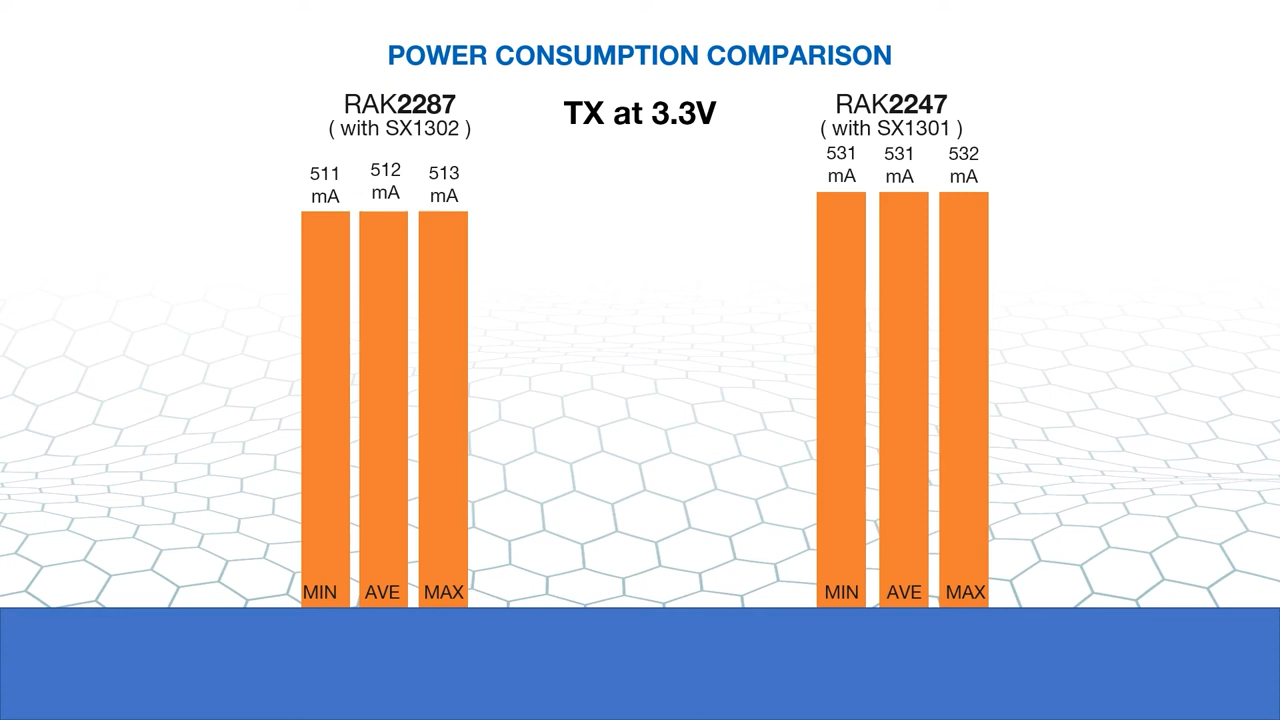 POWER CONSUMPTION COMPARISON
RAK2287
( with SX1302 )
TX at 3.3V
RAK2247
( with SX1301 )
511
mA
512
mA
513
mA
531
mA
531
mA
532
mA
MIN
AVE
MAX
MIN
AVE
MAX